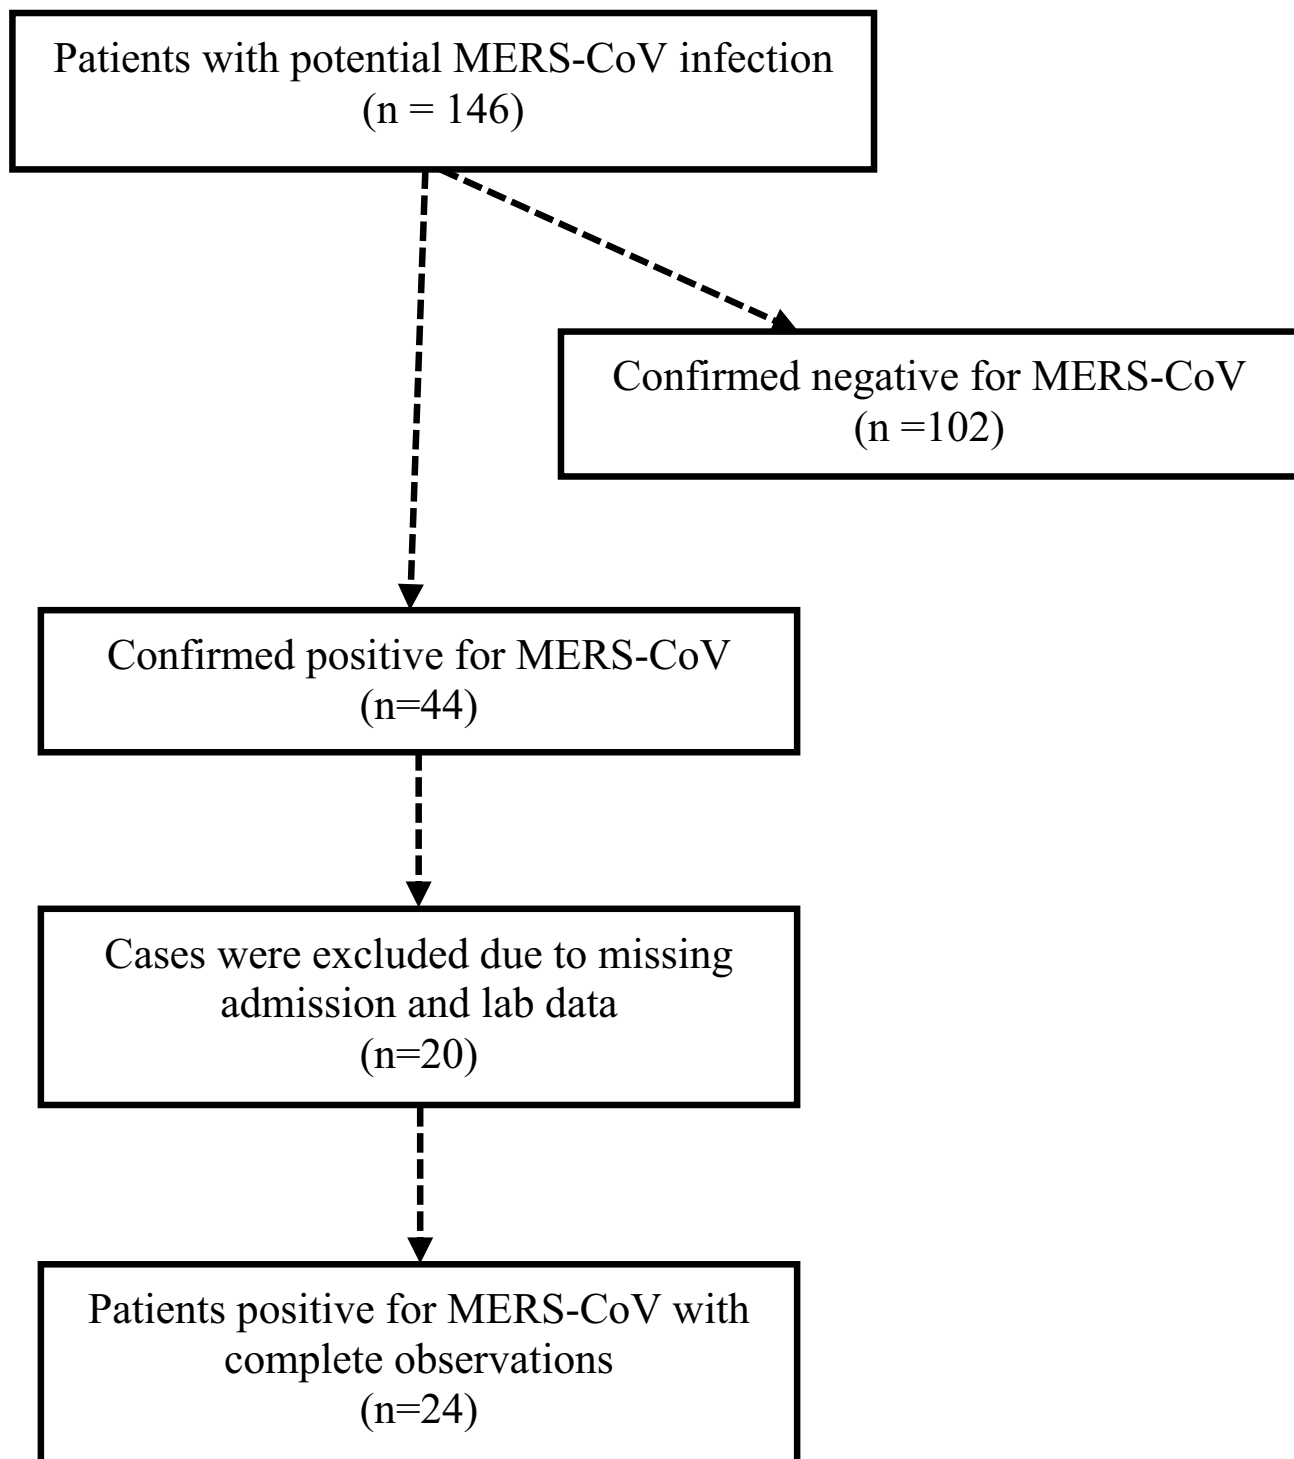 Patients with potential MERS-CoV infection
(n = 146)
Confirmed negative for MERS-CoV
(n =102)
Confirmed positive for MERS-CoV
(n=44)
Cases were excluded due to missing
admission and lab data
(n=20)
Patients positive for MERS-CoV with
complete observations
(n=24)